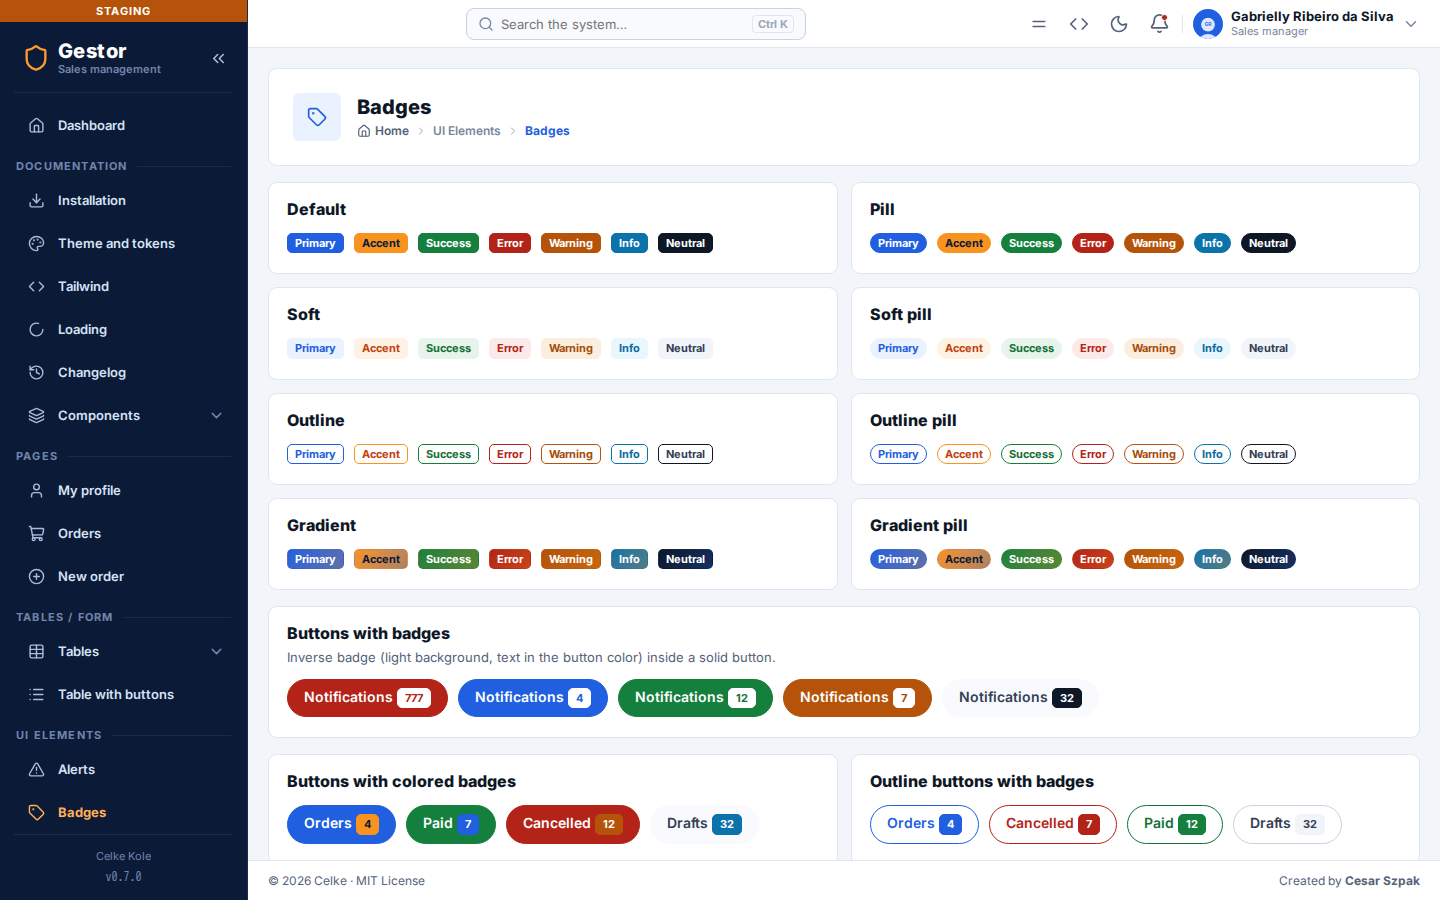 STAGING
Gestor
Sales management
Dashboard
DOCUMENTATION
Installation
Theme and tokens
Tailwind
Loading
Changelog
Components
PAGES
My profile
Orders
New order
TABLES / FORM
Tables
Table with buttons
UI ELEMENTS
Alerts
Badges
Celke Kole
v0.7.0
Search the system...
Ctrl K
GR
Gabrielly Ribeiro da Silva
Sales manager
Badges
Home UI Elements Badges
Default
Primary Accent Success Error Warning Info Neutral
Pill
Primary Accent Success Error Warning Info Neutral
Soft
Primary Accent Success Error Warning Info Neutral
Soft pill
Primary Accent Success Error Warning Info Neutral
Outline
Primary Accent Success Error Warning Info Neutral
Outline pill
Primary Accent Success Error Warning Info Neutral
Gradient
Primary Accent Success Error Warning Info Neutral
Gradient pill
Primary Accent Success Error Warning Info Neutral
Buttons with badges
Inverse badge (light background, text in the button color) inside a solid button.
Notifications 777 Notifications 4 Notifications 12 Notifications 7 Notifications 32
Buttons with colored badges
Orders 4 Paid 7 Cancelled 12 Drafts 32
Outline buttons with badges
Orders 4 Cancelled 7 Paid 12 Drafts 32
© 2026 Celke · MIT License
Created by Cesar Szpak